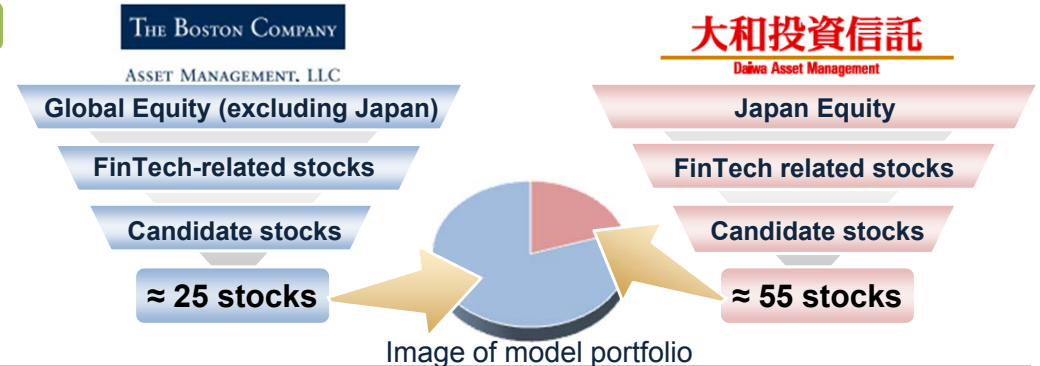 THE BOSTON COMPANY
ASSET MANAGEMENT, LLC
Global Equity (excluding Japan)
FinTech-related stocks
Candidate stocks
≈ 25 stocks
大和投資信託
Daiwa Asset Management
Japan Equity
FinTech related stocks
Candidate stocks
≈ 55 stocks
Image of model portfolio